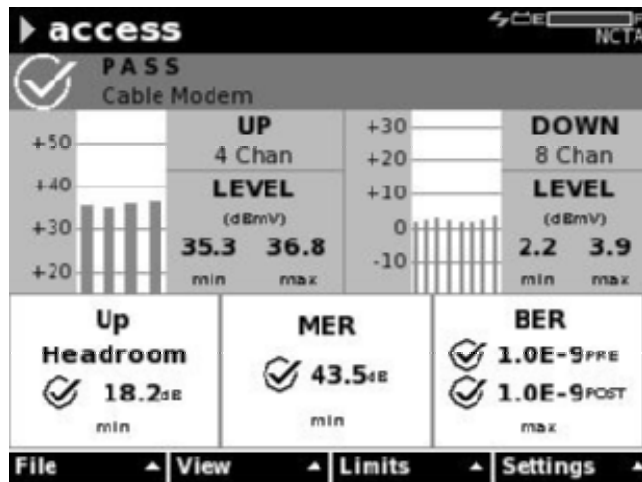 access
E F
NCTA
PASS
Cable Modem
+50
+40
+30
+20
UP
4 Chan
LEVEL
(dBmV)
35.3 36.8
min max
+30
+20
+10
0
-10
DOWN
8 Chan
LEVEL
(dBmV)
2.2 3.9
min max
Up
Headroom
18.2dB
min
MER
43.5dB
min
BER
1.0E-9PRE
1.0E-9POST
max
File View Limits Settings